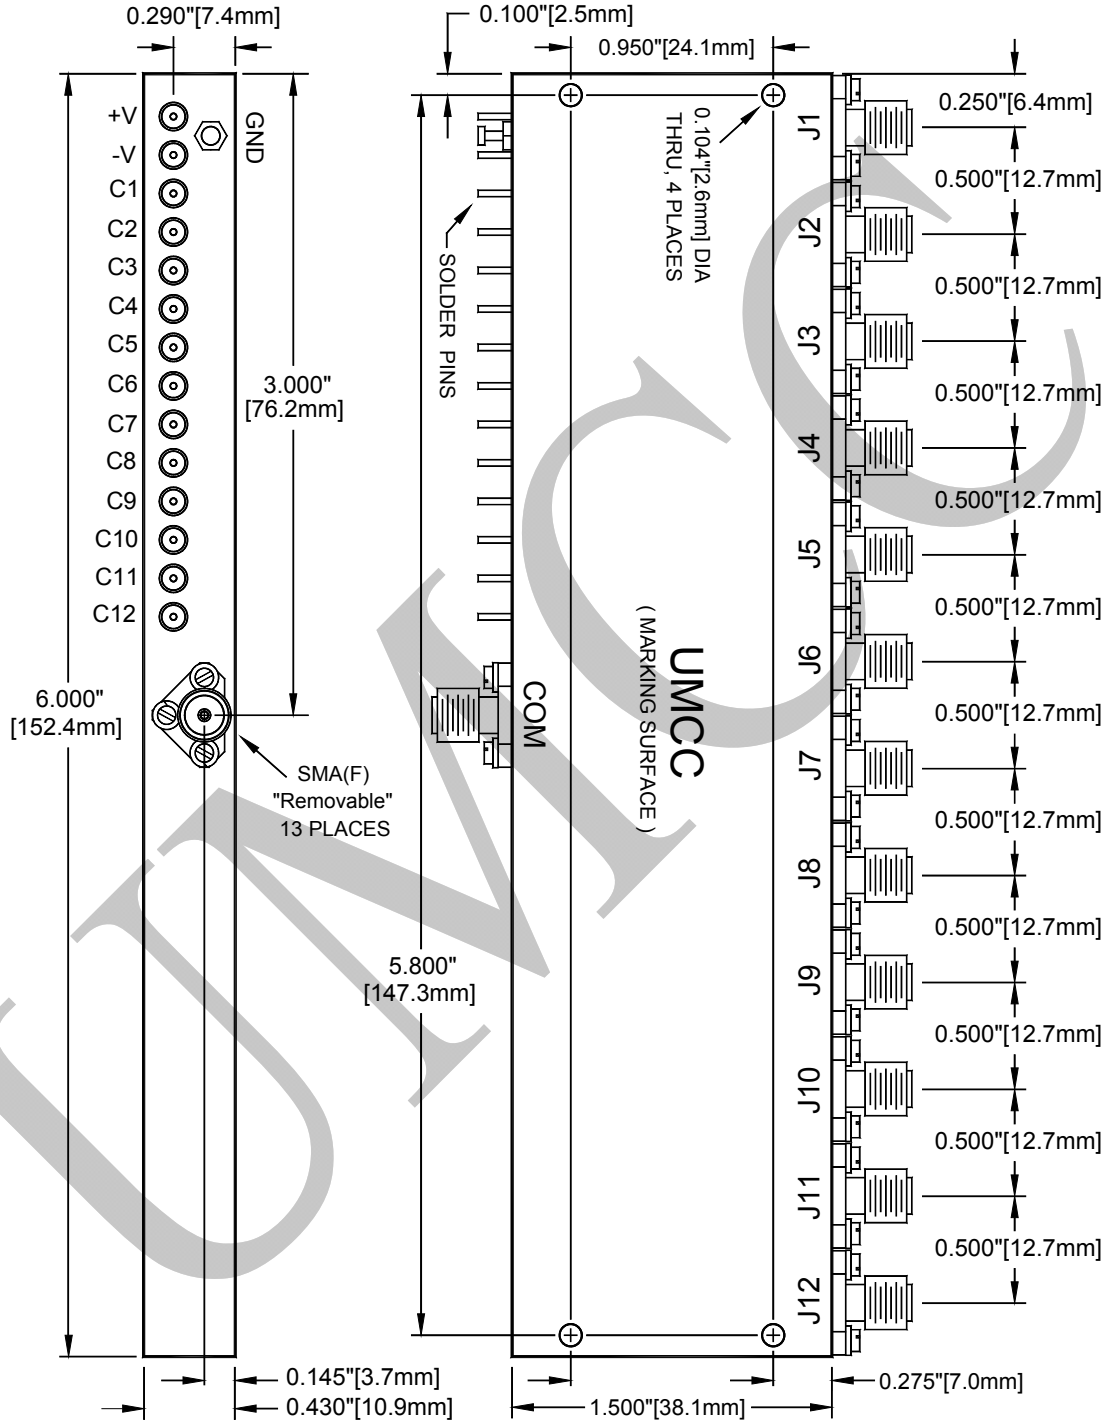 0.290"[7.4mm]
0.100"[2.5mm]
0.950"[24.1mm]
+V
-V
C1
C2
C3
C4
C5
C6
C7
C8
C9
C10
C11
C12
GND
3.000"
[76.2mm]
6.000"
[152.4mm]
SMA(F)
"Removable"
13 PLACES
0.145"[3.7mm]
0.430"[10.9mm]
SOLDER PINS
0.104"[2.6mm] DIA
THRU, 4 PLACES
5.800"
[147.3mm]
COM
UMCC
( MARKING SURFACE )
J1
J2
J3
J4
J5
J6
J7
J8
J9
J10
J11
J12
0.250"[6.4mm]
0.500"[12.7mm]
0.500"[12.7mm]
0.500"[12.7mm]
0.500"[12.7mm]
0.500"[12.7mm]
0.500"[12.7mm]
0.500"[12.7mm]
0.500"[12.7mm]
0.500"[12.7mm]
0.500"[12.7mm]
0.500"[12.7mm]
0.275"[7.0mm]
1.500"[38.1mm]
UMCC